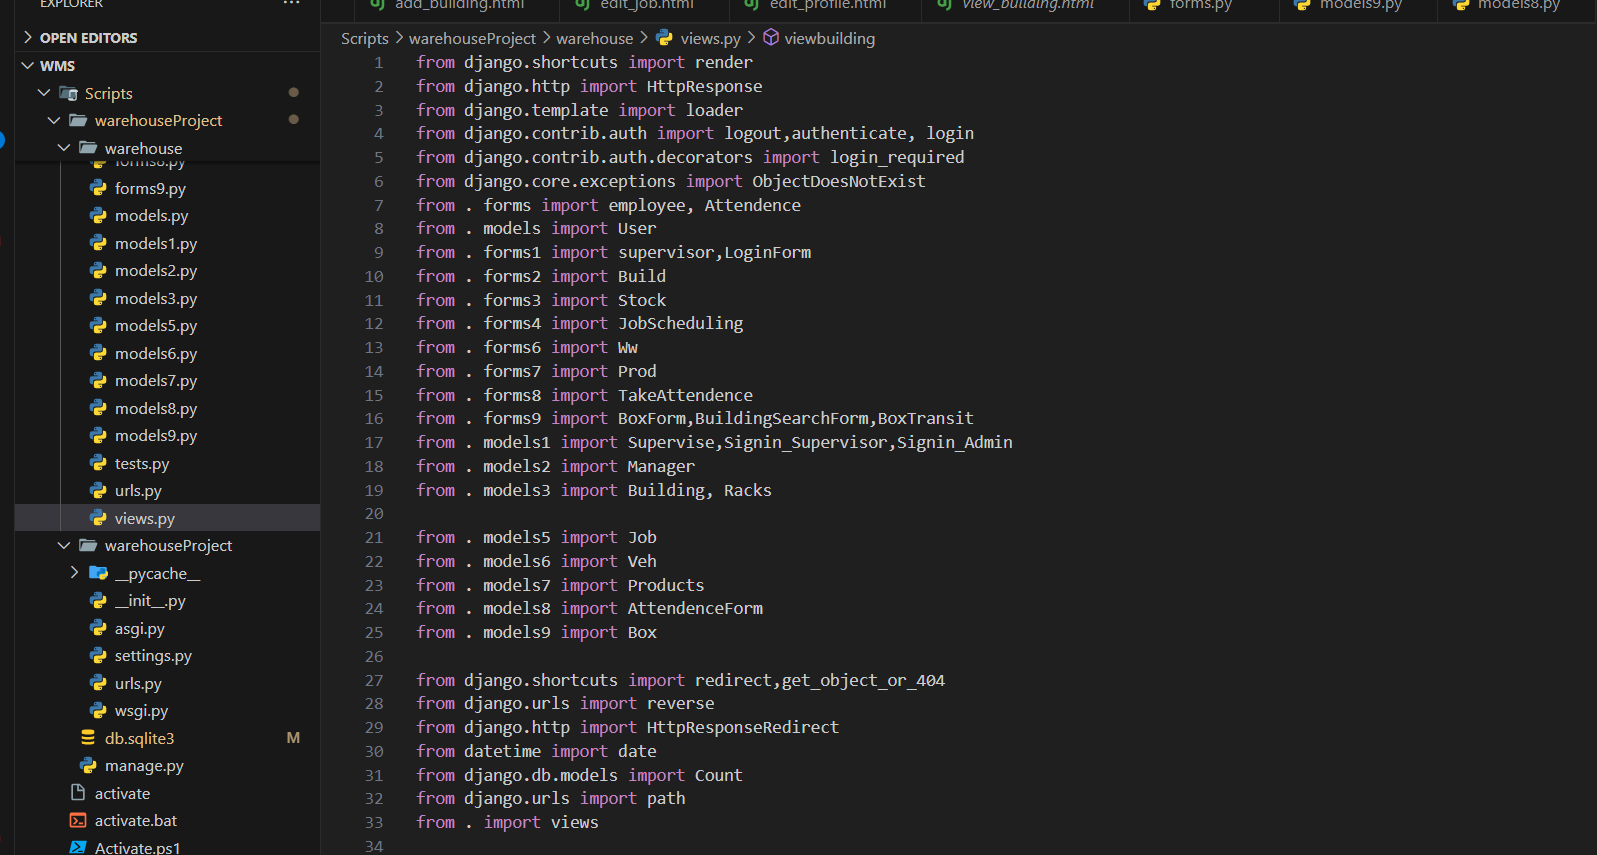 EXPLORER ...
add_building.html edit_job.html edit_profile.html view_building.html forms.py models9.py models8.py
OPEN EDITORS
WMS
Scripts
warehouseProject
warehouse
forms8.py
forms9.py
models.py
models1.py
models2.py
models3.py
models5.py
models6.py
models7.py
models8.py
models9.py
tests.py
urls.py
views.py
warehouseProject
__pycache__
__init__.py
asgi.py
settings.py
urls.py
wsgi.py
db.sqlite3 M
manage.py
activate
activate.bat
Activate.ps1
Scripts > warehouseProject > warehouse > views.py > viewbuilding
1 from django.shortcuts import render
2 from django.http import HttpResponse
3 from django.template import loader
4 from django.contrib.auth import logout,authenticate, login
5 from django.contrib.auth.decorators import login_required
6 from django.core.exceptions import ObjectDoesNotExist
7 from . forms import employee, Attendence
8 from . models import User
9 from . forms1 import supervisor,LoginForm
10 from . forms2 import Build
11 from . forms3 import Stock
12 from . forms4 import JobScheduling
13 from . forms6 import Ww
14 from . forms7 import Prod
15 from . forms8 import TakeAttendence
16 from . forms9 import BoxForm,BuildingSearchForm,BoxTransit
17 from . models1 import Supervise,Signin_Supervisor,Signin_Admin
18 from . models2 import Manager
19 from . models3 import Building, Racks
20
21 from . models5 import Job
22 from . models6 import Veh
23 from . models7 import Products
24 from . models8 import AttendenceForm
25 from . models9 import Box
26
27 from django.shortcuts import redirect,get_object_or_404
28 from django.urls import reverse
29 from django.http import HttpResponseRedirect
30 from datetime import date
31 from django.db.models import Count
32 from django.urls import path
33 from . import views
34